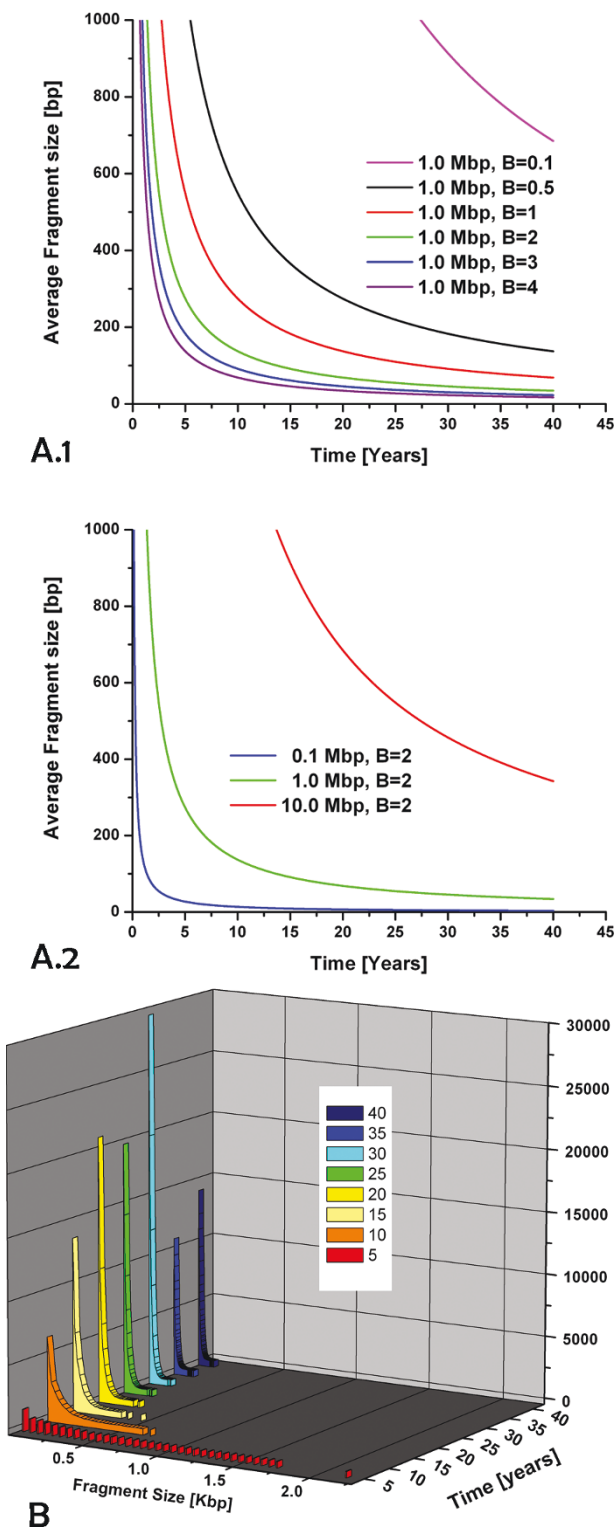 1000
800
600
400
200
0
Average Fragment size [bp]
1.0 Mbp, B=0.1
1.0 Mbp, B=0.5
1.0 Mbp, B=1
1.0 Mbp, B=2
1.0 Mbp, B=3
1.0 Mbp, B=4
0 5 10 15 20 25 30 35 40 45
Time [Years]
A.1
1000
800
600
400
200
0
Average Fragment size [bp]
0.1 Mbp, B=2
1.0 Mbp, B=2
10.0 Mbp, B=2
0 5 10 15 20 25 30 35 40 45
Time [Years]
A.2
30000
25000
20000
15000
10000
5000
0
40
35
30
25
20
15
10
5
0.5 1.0 1.5 2.0
Fragment Size [Kbp]
5 10 15 20 25 30 35 40
Time [years]
B